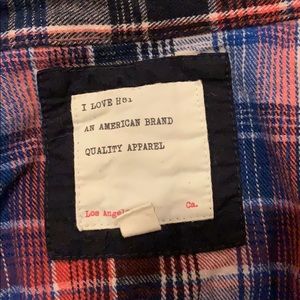 I LOVE H81
AN AMERICAN BRAND
QUALITY APPAREL
Los Angeles Ca.